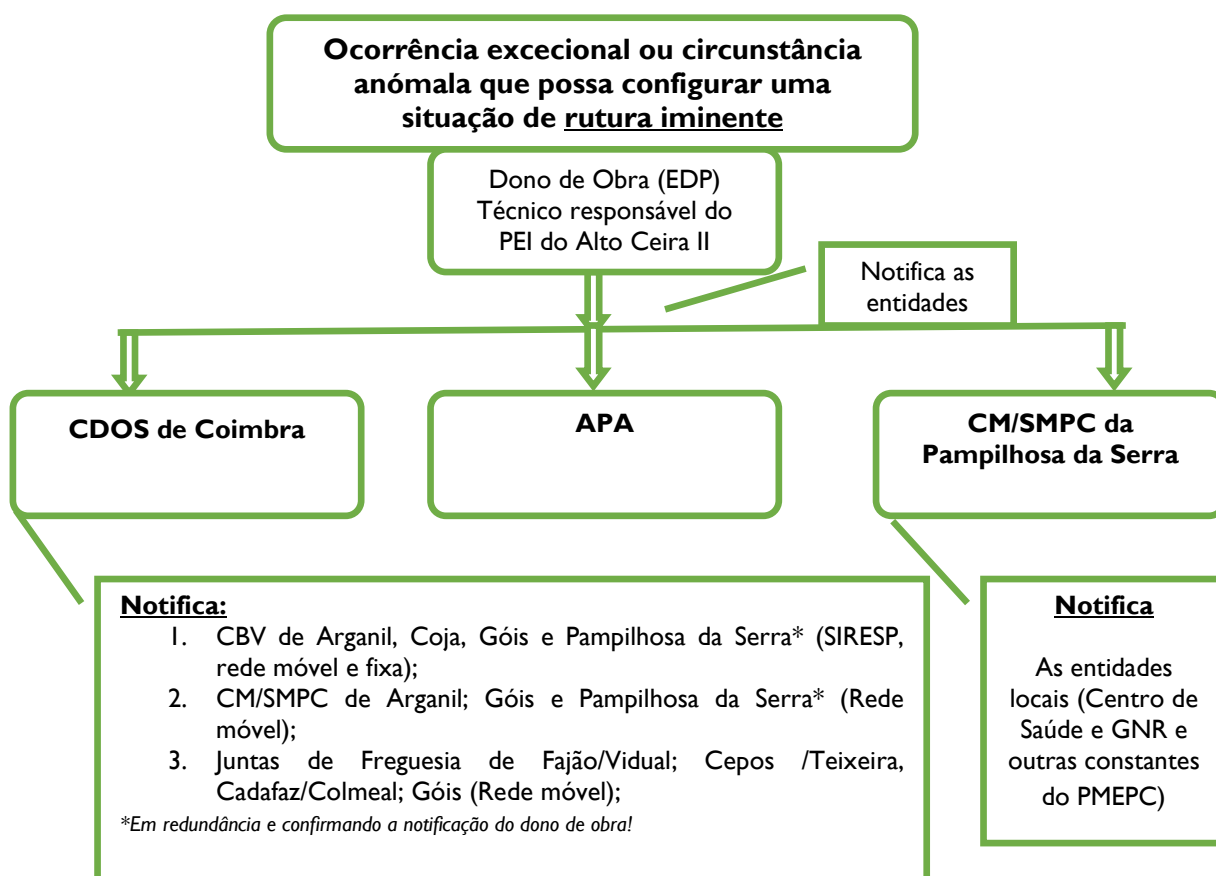 Ocorrência excecional ou circunstância
anómala que possa configurar uma
situação de rutura iminente
Dono de Obra (EDP)
Técnico responsável do
PEI do Alto Ceira II
Notifica as
entidades
CDOS de Coimbra
APA
CM/SMPC da
Pampilhosa da Serra
Notifica:
1. CBV de Arganil, Coja, Góis e Pampilhosa da Serra* (SIRESP,
rede móvel e fixa);
2. CM/SMPC de Arganil; Góis e Pampilhosa da Serra* (Rede
móvel);
3. Juntas de Freguesia de Fajão/Vidual; Cepos /Teixeira,
Cadafaz/Colmeal; Góis (Rede móvel);
*Em redundância e confirmando a notificação do dono de obra!
Notifica
As entidades
locais (Centro de
Saúde e GNR e
outras constantes
do PMEPC)